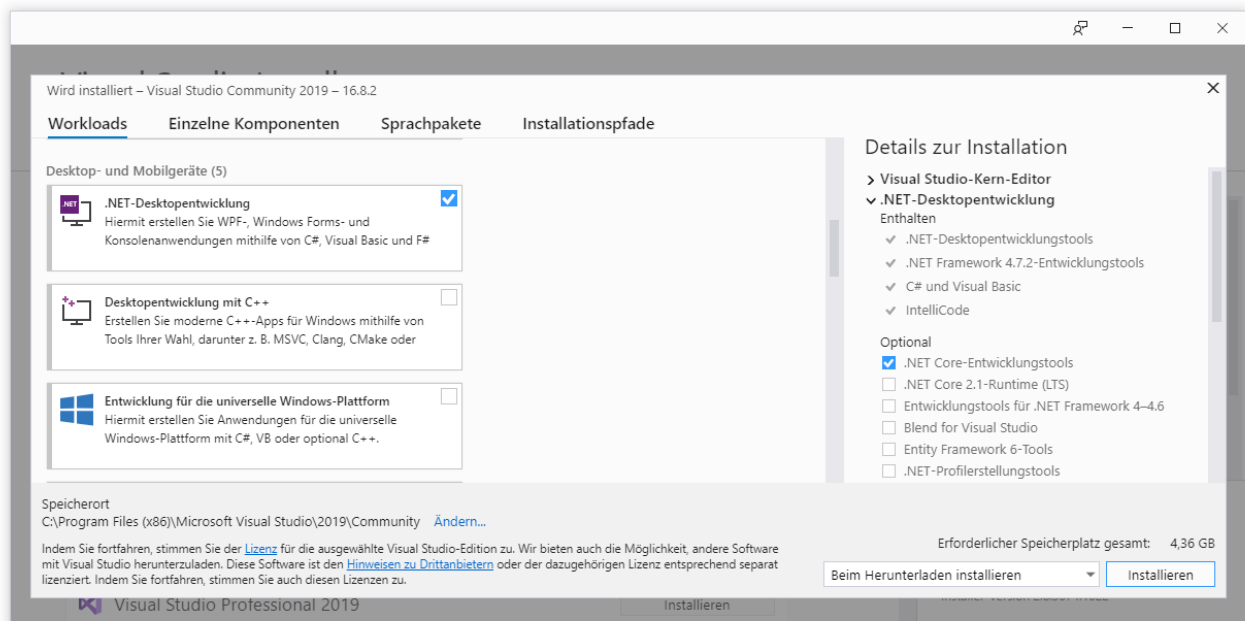 Wird installiert – Visual Studio Community 2019 – 16.8.2
Workloads Einzelne Komponenten Sprachpakete Installationspfade
Desktop- und Mobilgeräte (5)
.NET
.NET-Desktopentwicklung
Hiermit erstellen Sie WPF-, Windows Forms- und
Konsolenanwendungen mithilfe von C#, Visual Basic und F#
Desktopentwicklung mit C++
Erstellen Sie moderne C++-Apps für Windows mithilfe von
Tools Ihrer Wahl, darunter z. B. MSVC, Clang, CMake oder
Entwicklung für die universelle Windows-Plattform
Hiermit erstellen Sie Anwendungen für die universelle
Windows-Plattform mit C#, VB oder optional C++.
Details zur Installation
Visual Studio-Kern-Editor
.NET-Desktopentwicklung
Enthalten
.NET-Desktopentwicklungstools
.NET Framework 4.7.2-Entwicklungstools
C# und Visual Basic
IntelliCode
Optional
.NET Core-Entwicklungstools
.NET Core 2.1-Runtime (LTS)
Entwicklungstools für .NET Framework 4–4.6
Blend for Visual Studio
Entity Framework 6-Tools
.NET-Profilerstellungstools
Speicherort
C:\Program Files (x86)\Microsoft Visual Studio\2019\Community Ändern...
Indem Sie fortfahren, stimmen Sie der Lizenz für die ausgewählte Visual Studio-Edition zu. Wir bieten auch die Möglichkeit, andere Software
mit Visual Studio herunterzuladen. Diese Software ist den Hinweisen zu Drittanbietern oder der dazugehörigen Lizenz entsprechend separat
lizenziert. Indem Sie fortfahren, stimmen Sie auch diesen Lizenzen zu.
Erforderlicher Speicherplatz gesamt: 4,36 GB
Beim Herunterladen installieren Installieren
Visual Studio Professional 2019 Installieren